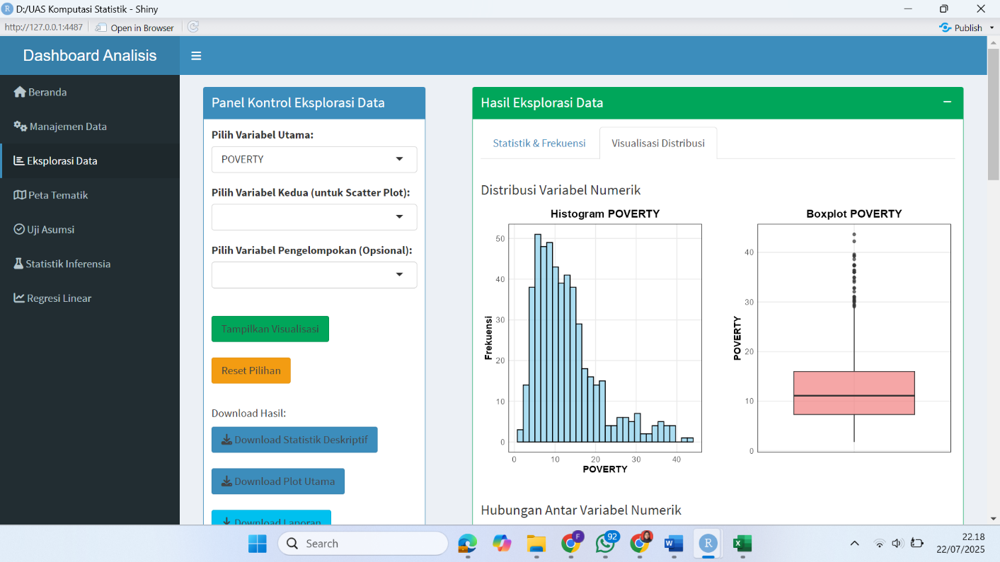 D:/UAS Komputasi Statistik - Shiny
http://127.0.0.1:4487
Open in Browser
Publish
Dashboard Analisis
Beranda
Manajemen Data
Eksplorasi Data
Peta Tematik
Uji Asumsi
Statistik Inferensia
Regresi Linear
Panel Kontrol Eksplorasi Data
Pilih Variabel Utama:
POVERTY
Pilih Variabel Kedua (untuk Scatter Plot):
Pilih Variabel Pengelompokan (Opsional):
Tampilkan Visualisasi
Reset Pilihan
Download Hasil:
Download Statistik Deskriptif
Download Plot Utama
Download Laporan
Hasil Eksplorasi Data
Statistik & Frekuensi
Visualisasi Distribusi
Distribusi Variabel Numerik
Histogram POVERTY
50
40
30
20
10
0
Frekuensi
0 10 20 30 40
POVERTY
Boxplot POVERTY
40
30
20
10
0
POVERTY
Hubungan Antar Variabel Numerik
Search
F
92
W
R
X
22.18
22/07/2025